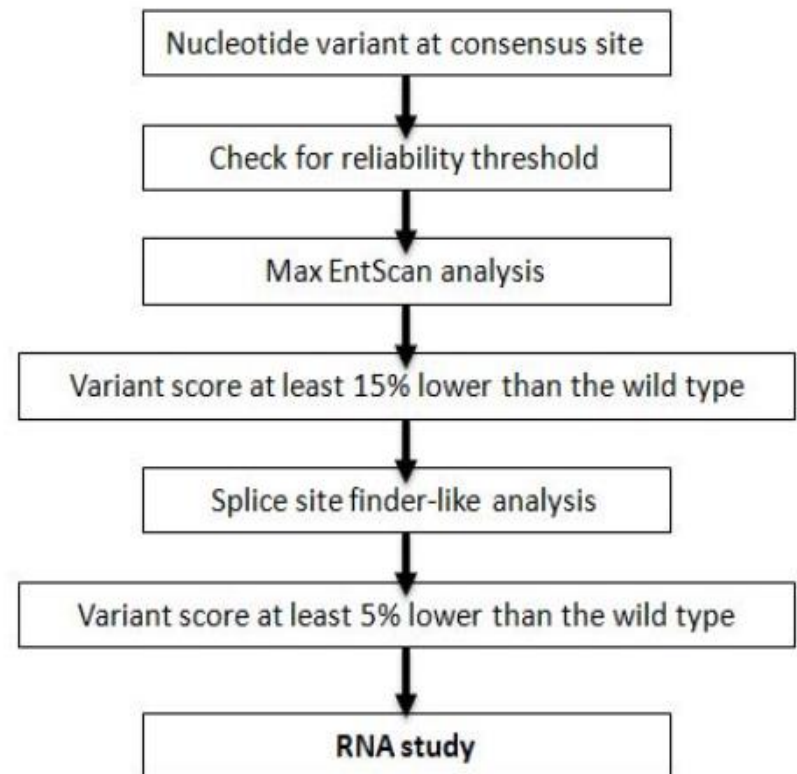 Nucleotide variant at consensus site
Check for reliability threshold
Max EntScan analysis
Variant score at least 15% lower than the wild type
Splice site finder-like analysis
Variant score at least 5% lower than the wild type
RNA study